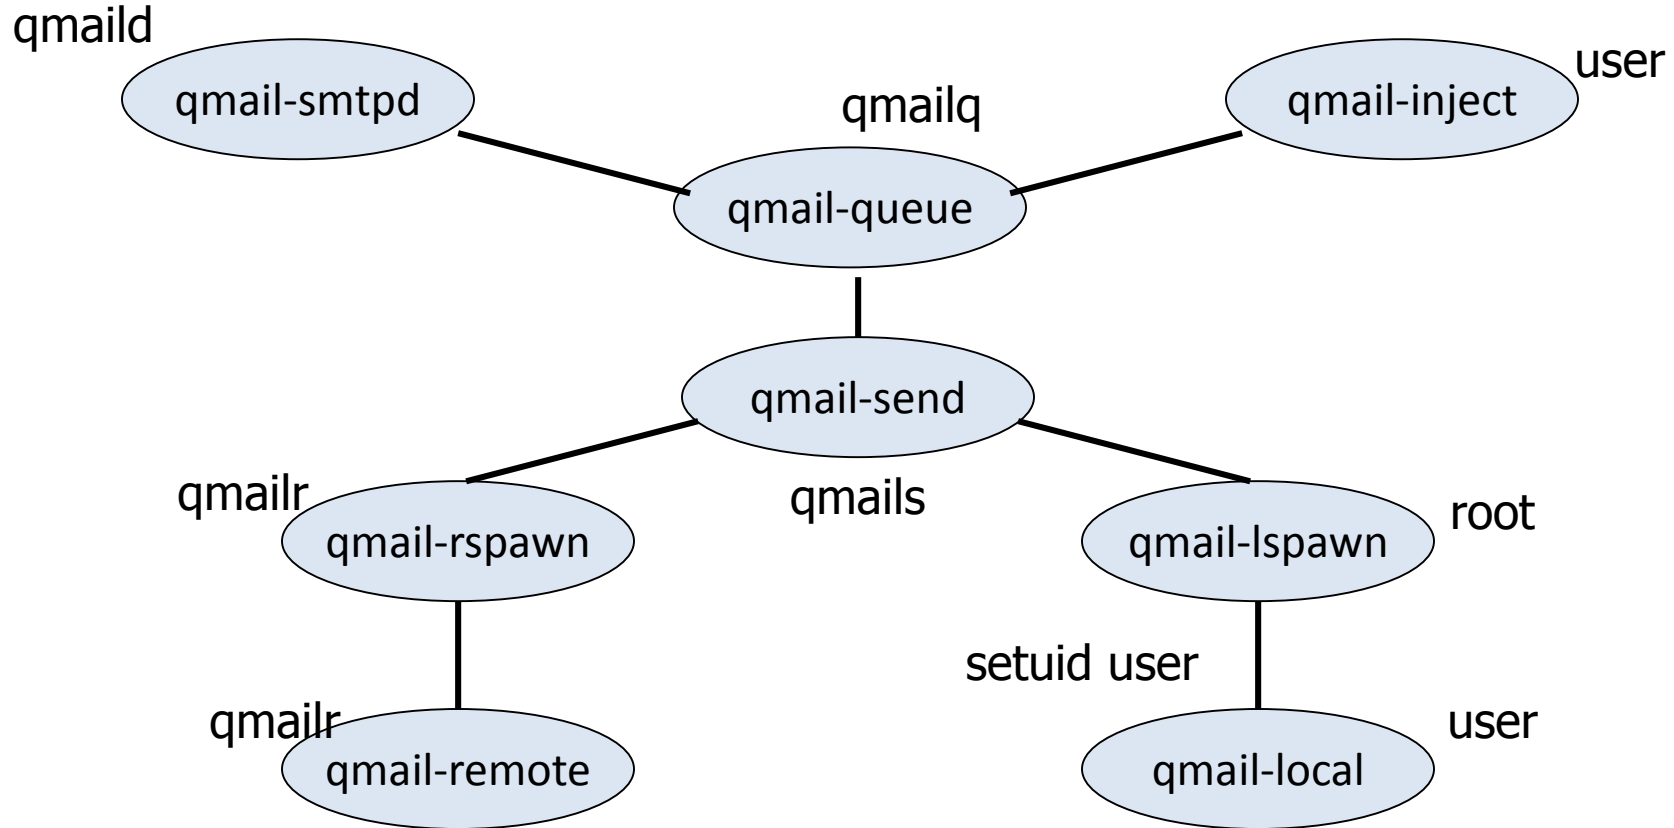 qmaild
qmail-smtpd
user
qmail-inject
qmailq
qmail-queue
qmail-send
qmails
qmailr
qmail-rspawn
root
qmail-lspawn
setuid user
qmailr
qmail-remote
user
qmail-local